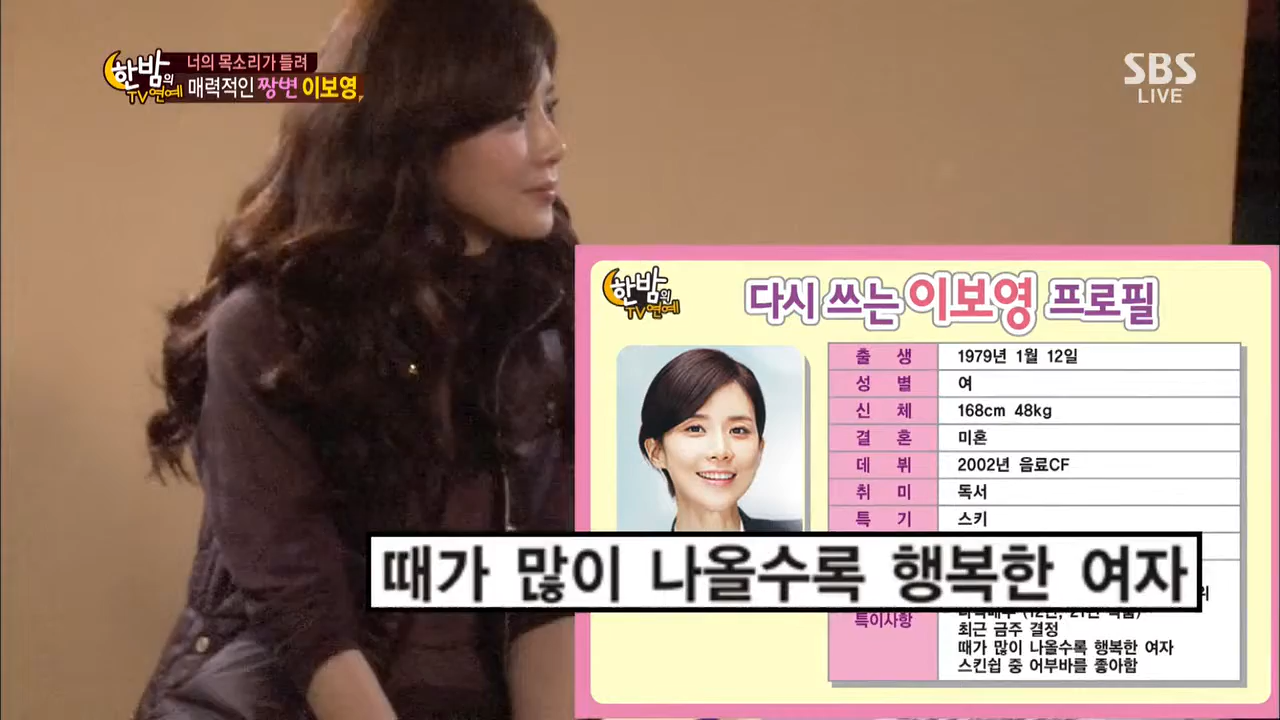 한밤의
TV연예
너의 목소리가 들려
매력적인 짱변 이보영
SBS
LIVE
한밤의
TV연예
다시 쓰는 이보영 프로필
출 생 1979년 1월 12일
성 별 여
신 체 168cm 48kg
결 혼 미혼
데 뷔 2002년 음료CF
취 미 독서
특 기 스키
때가 많이 나올수록 행복한 여자
특이사항
최근 금주 결정
때가 많이 나올수록 행복한 여자
스킨쉽 중 어부바를 좋아함